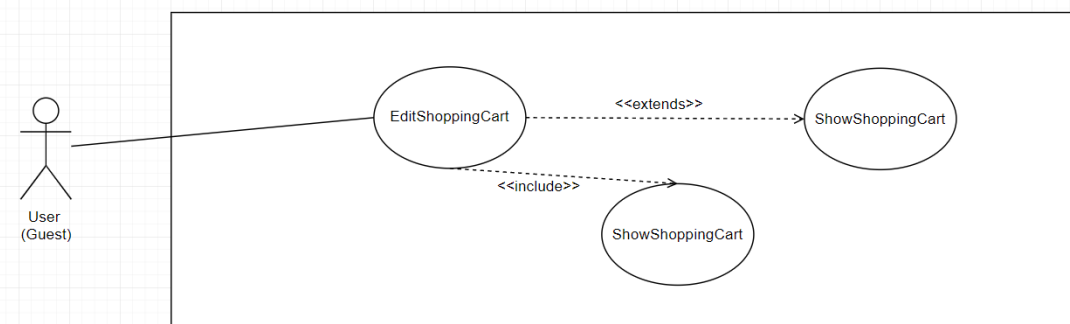 <<extends>>
EditShoppingCart
ShowShoppingCart
<<include>>
User
(Guest)
ShowShoppingCart